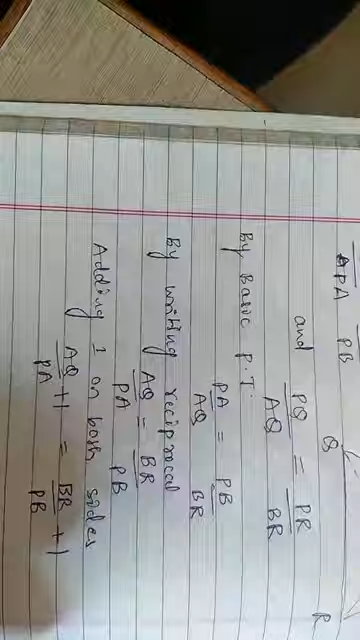 APA PB
Q R
and PQ/AQ = PR/BR
By Basic P.T.
PA/AQ = PB/BR
By writing reciprocal
AQ/PA = BR/PB
Adding 1 on both sides
AQ/PA + 1 = BR/PB + 1